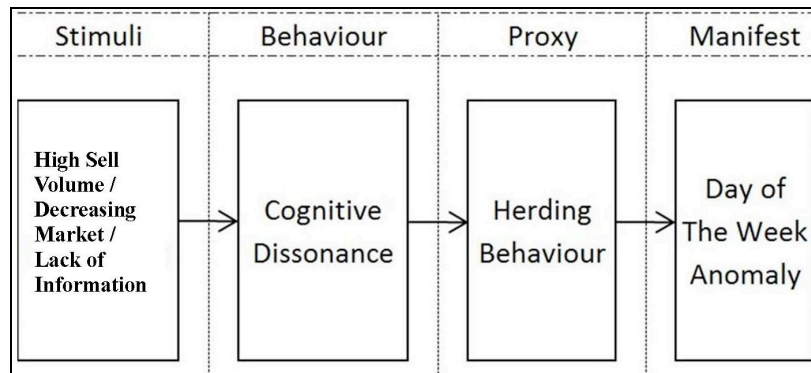 Stimuli
Behaviour
Proxy
Manifest
High Sell
Volume /
Decreasing
Market /
Lack of
Information
Cognitive
Dissonance
Herding
Behaviour
Day of
The Week
Anomaly